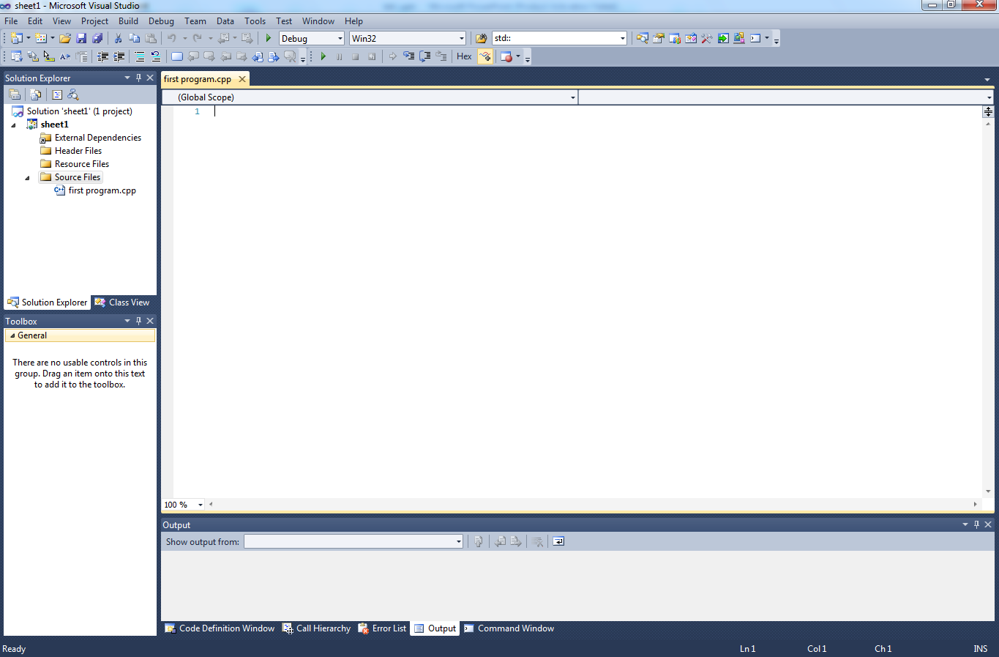 sheet1 - Microsoft Visual Studio
File Edit View Project Build Debug Team Data Tools Test Window Help
Debug Win32 std::
Hex
Solution Explorer
Solution 'sheet1' (1 project)
sheet1
External Dependencies
Header Files
Resource Files
Source Files
first program.cpp
Solution Explorer Class View
Toolbox
General
There are no usable controls in this
group. Drag an item onto this text
to add it to the toolbox.
first program.cpp
(Global Scope)
1
100 %
Output
Show output from:
Code Definition Window Call Hierarchy Error List Output Command Window
Ready Ln 1 Col 1 Ch 1 INS